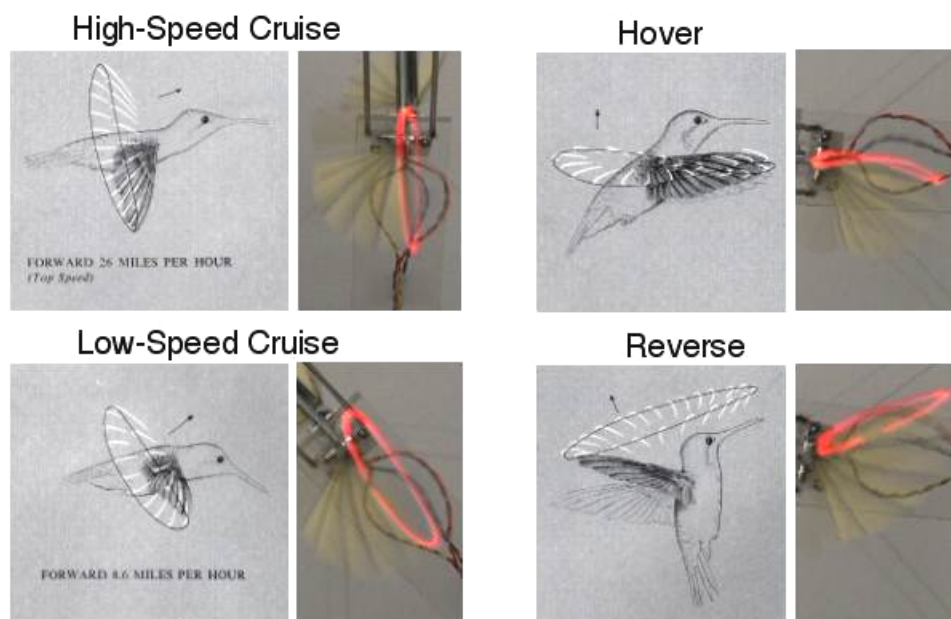 High-Speed Cruise
Hover
FORWARD 26 MILES PER HOUR
(Top Speed)
Low-Speed Cruise
Reverse
FORWARD 8.6 MILES PER HOUR